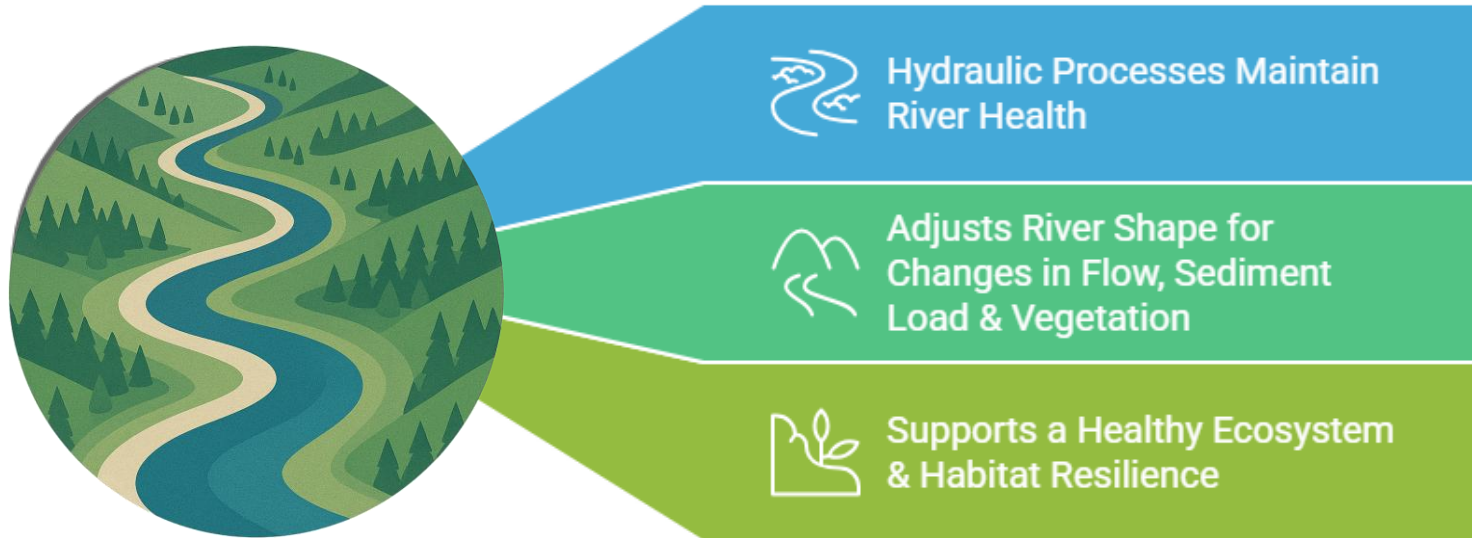 Hydraulic Processes Maintain
River Health
Adjusts River Shape for
Changes in Flow, Sediment
Load & Vegetation
Supports a Healthy Ecosystem
& Habitat Resilience